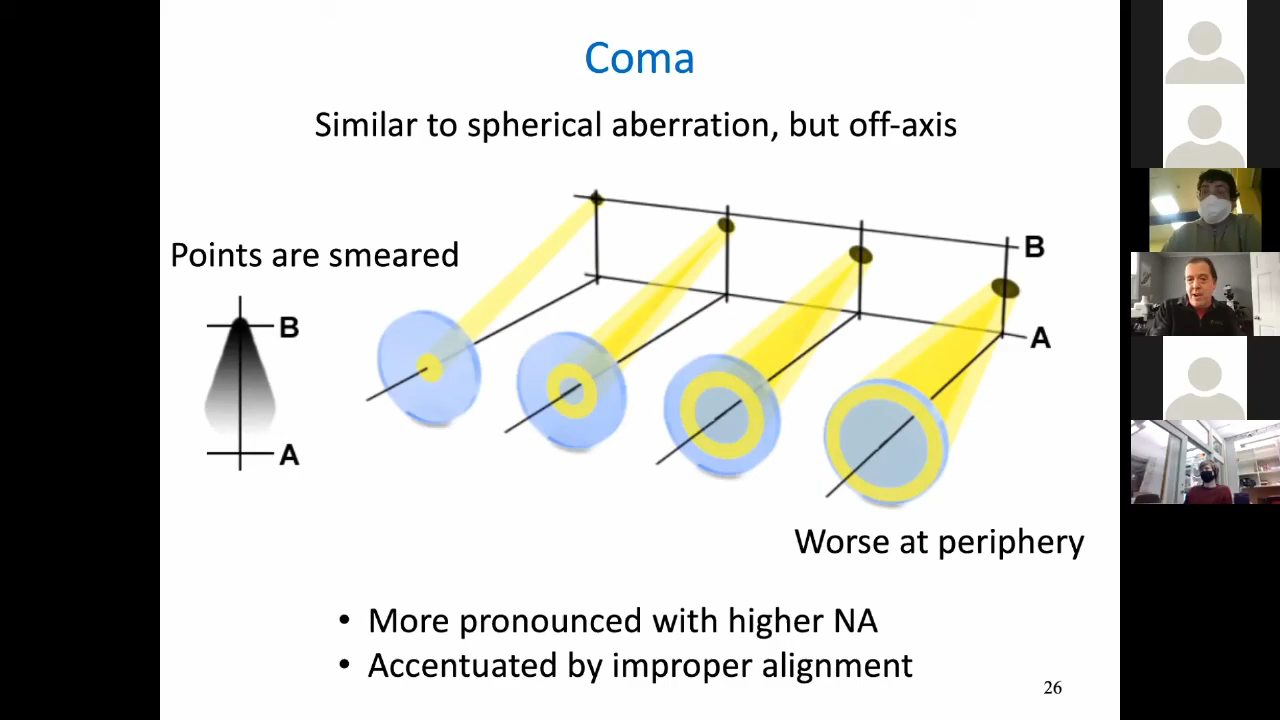 Coma
Similar to spherical aberration, but off-axis
Points are smeared
B
A
B
A
Worse at periphery
• More pronounced with higher NA
• Accentuated by improper alignment
26